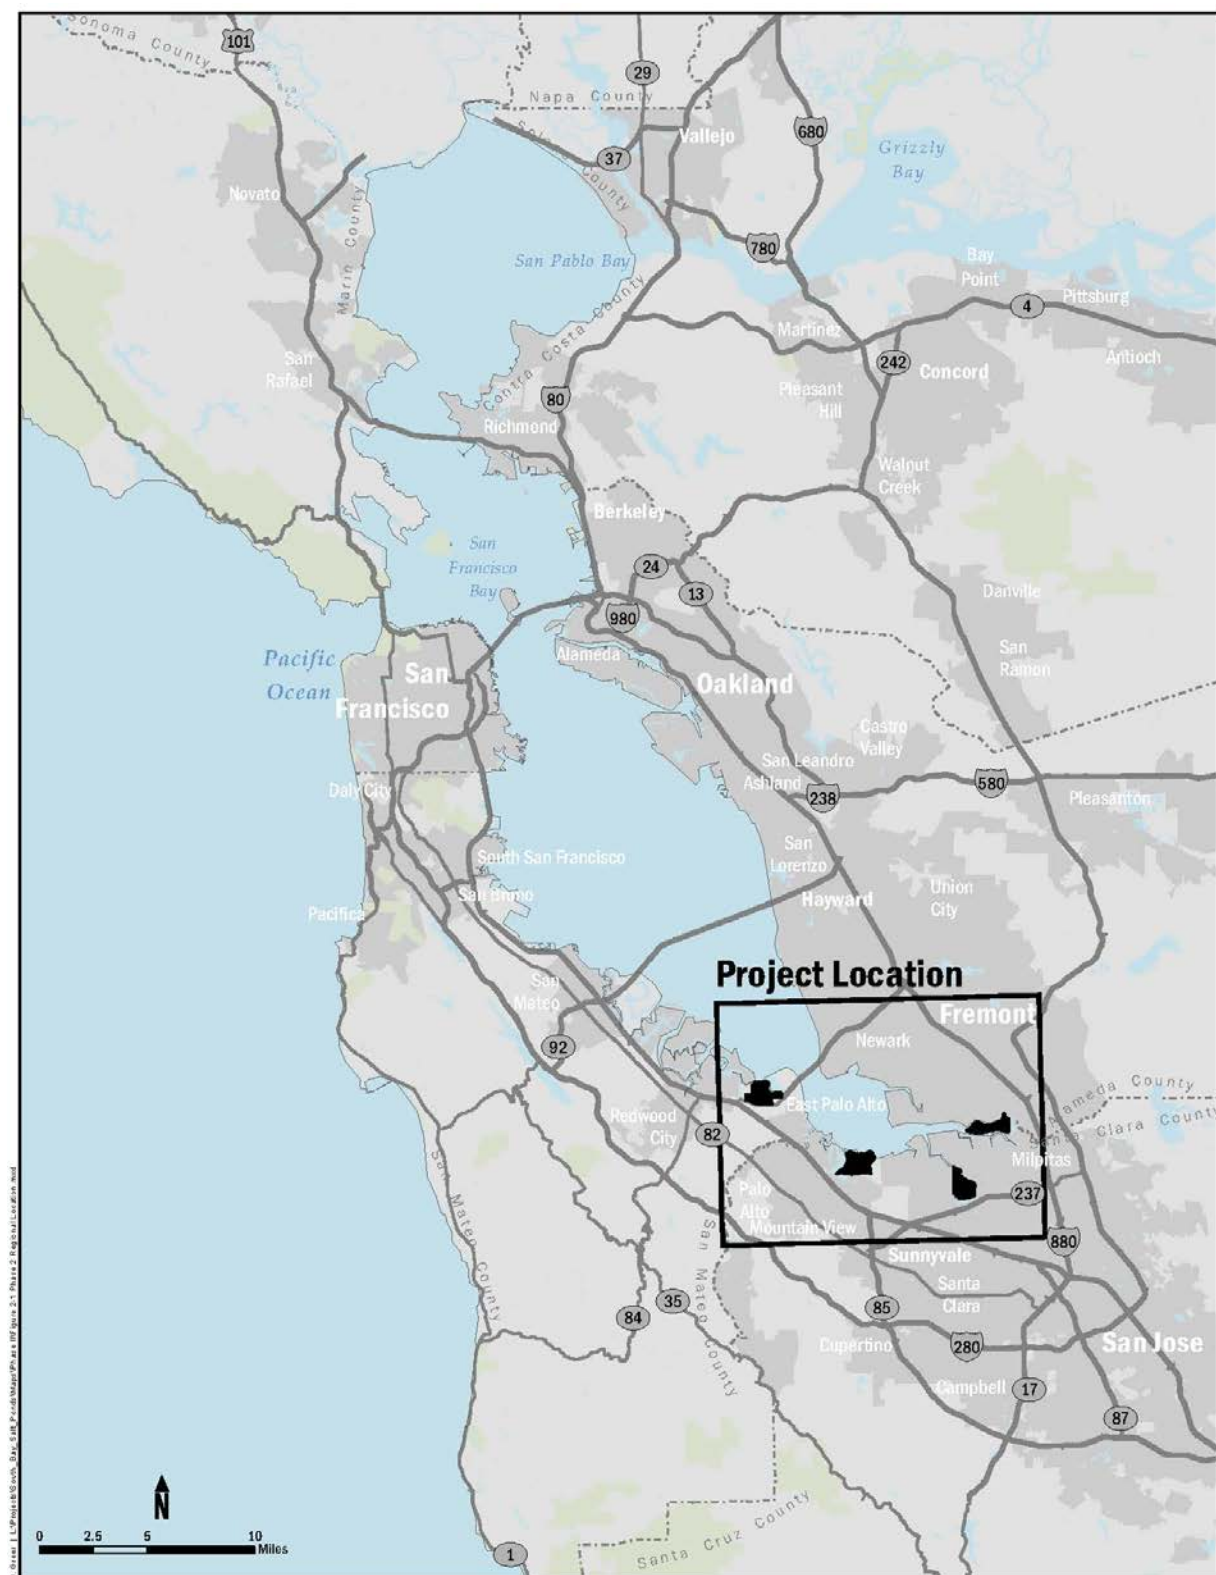 Sonoma County
101
29
Napa County
Vallejo
680
Grizzly
Bay
37
Solano County
Novato
Marin County
780
San Pablo Bay
Bay
Point
Pittsburg
4
Martinez
Contra Costa County
Antioch
242
Concord
San
Rafael
80
Pleasant
Hill
Richmond
Walnut
Creek
Berkeley
San
Francisco
Bay
24
13
Danville
980
Alameda
San
Ramon
Pacific
Ocean
San
Francisco
Oakland
Castro
Valley
San Leandro
Ashland
238
580
Pleasanton
Daly City
San
Lorenzo
South San Francisco
San Bruno
Hayward
Union
City
Pacifica
Project Location
San
Mateo
Fremont
92
Newark
Alameda County
Santa Clara County
East Palo Alto
Redwood
City
82
Milpitas
237
Palo
Alto
Mountain View
San Mateo County
San Mateo County
880
Sunnyvale
Santa
Clara
85
35
84
280
Cupertino
San Jose
Campbell
17
87
N
0 2.5 5 10
Miles
1
Santa Cruz County